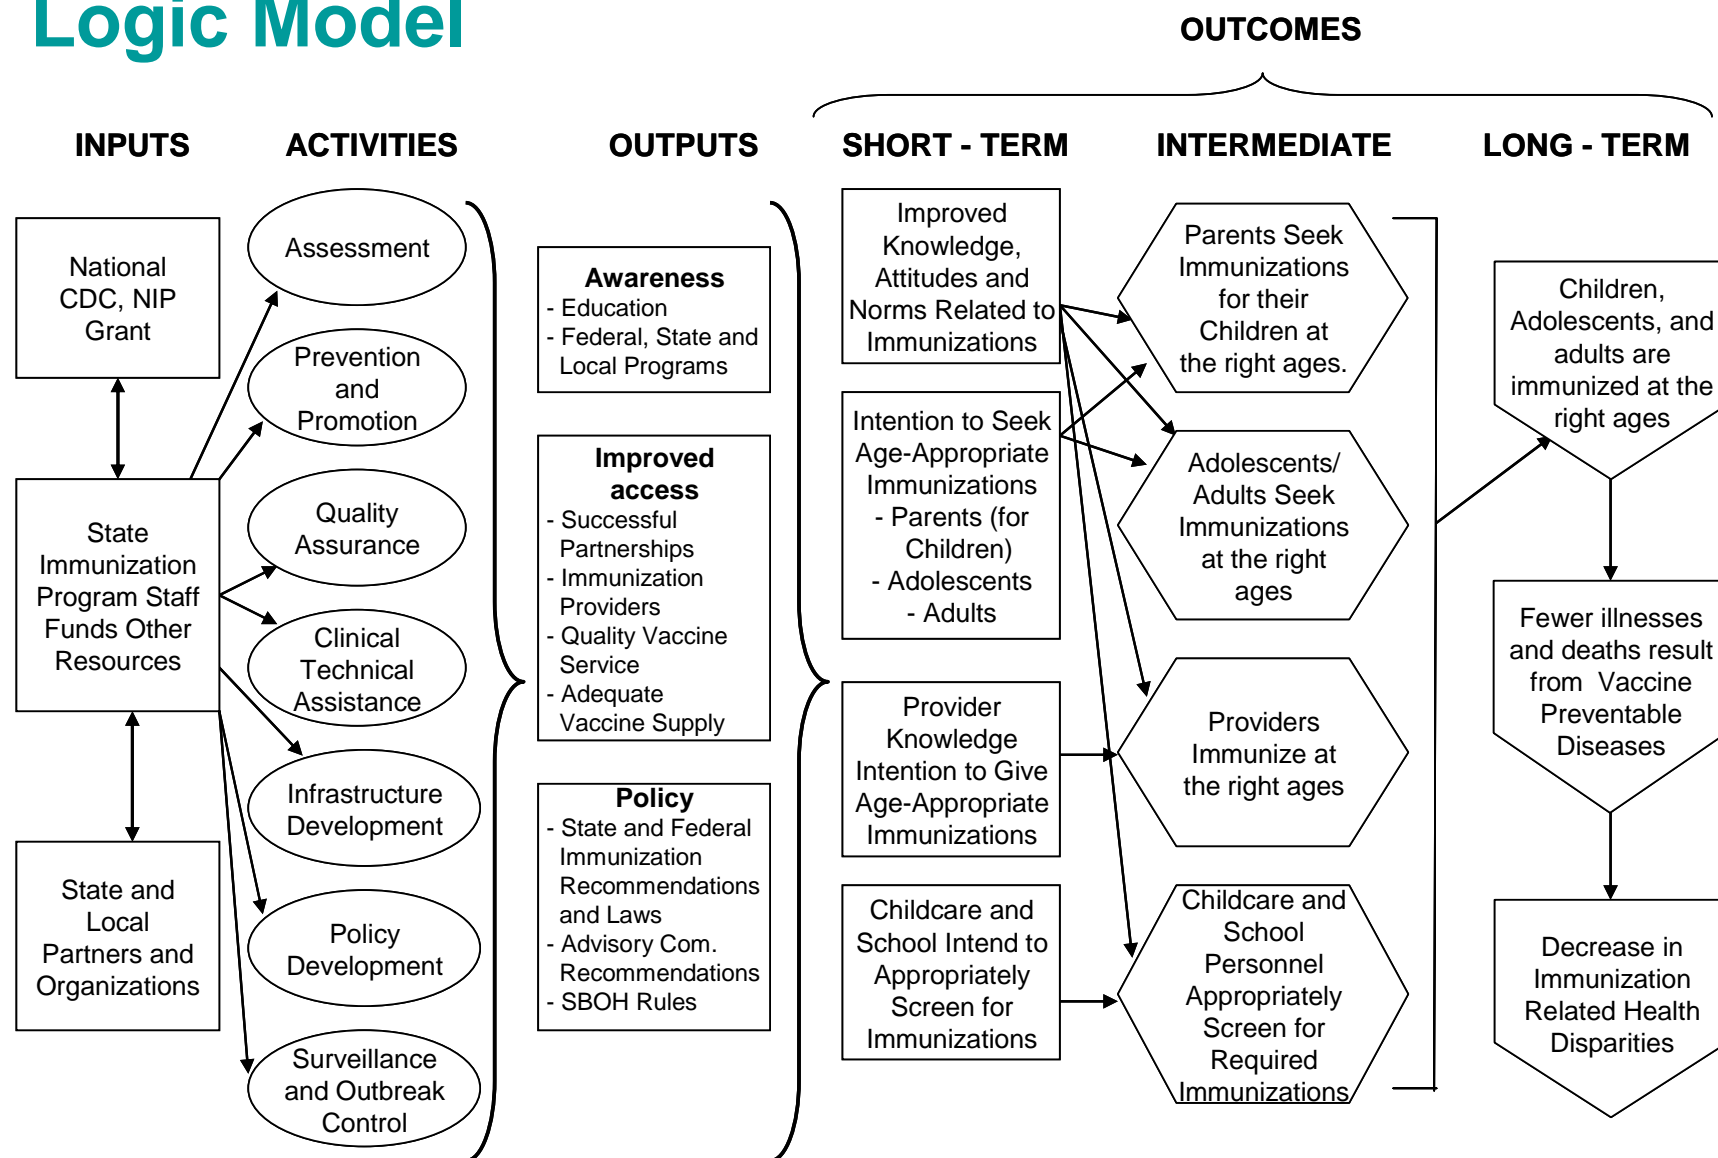 Logic Model
OUTCOMES
INPUTS
ACTIVITIES
OUTPUTS
SHORT - TERM
INTERMEDIATE
LONG - TERM
National
CDC, NIP
Grant
State
Immunization
Program Staff
Funds Other
Resources
State and
Local
Partners and
Organizations
Assessment
Prevention
and
Promotion
Quality
Assurance
Clinical
Technical
Assistance
Infrastructure
Development
Policy
Development
Surveillance
and Outbreak
Control
Awareness
- Education
- Federal, State and
Local Programs
Improved
access
- Successful
Partnerships
- Immunization
Providers
- Quality Vaccine
Service
- Adequate
Vaccine Supply
Policy
- State and Federal
Immunization
Recommendations
and Laws
- Advisory Com.
Recommendations
- SBOH Rules
Improved
Knowledge,
Attitudes and
Norms Related to
Immunizations
Intention to Seek
Age-Appropriate
Immunizations
- Parents (for
Children)
- Adolescents
- Adults
Provider
Knowledge
Intention to Give
Age-Appropriate
Immunizations
Childcare and
School Intend to
Appropriately
Screen for
Immunizations
Parents Seek
Immunizations
for their
Children at
the right ages.
Adolescents/
Adults Seek
Immunizations
at the right
ages
Providers
Immunize at
the right ages
Childcare and
School
Personnel
Appropriately
Screen for
Required
Immunizations
Children,
Adolescents, and
adults are
immunized at the
right ages
Fewer illnesses
and deaths result
from Vaccine
Preventable
Diseases
Decrease in
Immunization
Related Health
Disparities